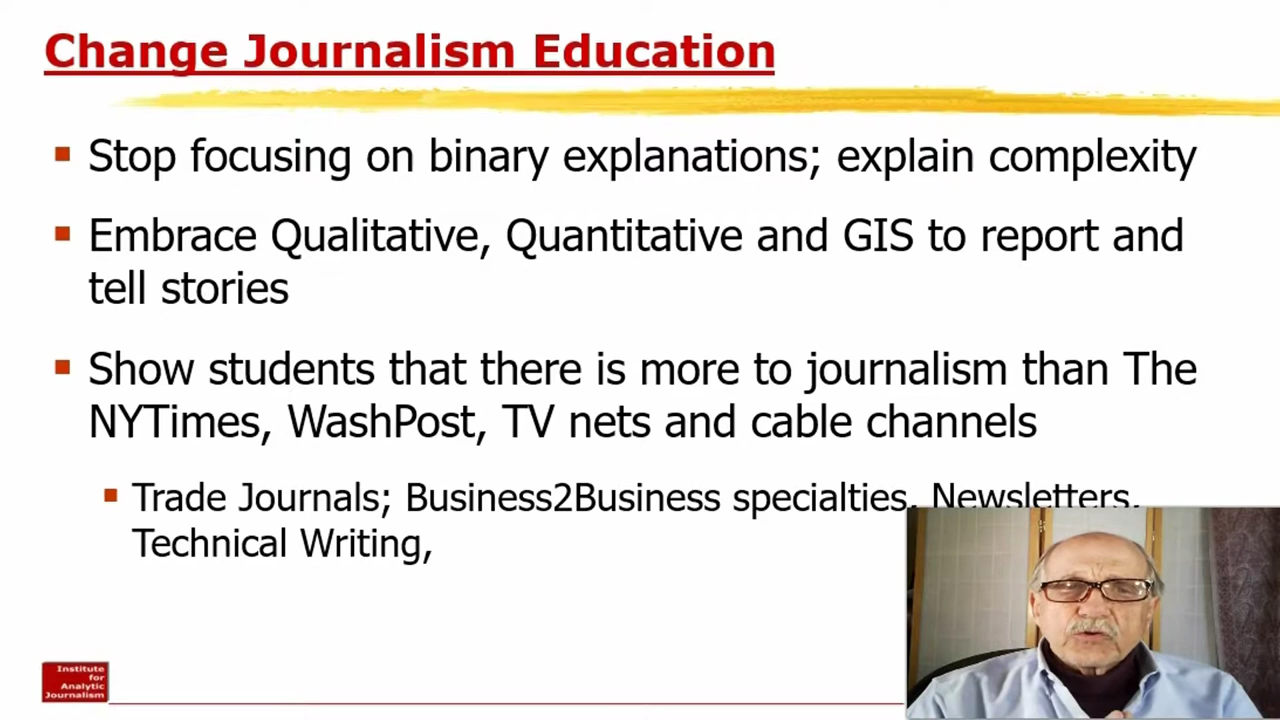 Change Journalism Education
Stop focusing on binary explanations; explain complexity
Embrace Qualitative, Quantitative and GIS to report and
tell stories
Show students that there is more to journalism than The
NYTimes, WashPost, TV nets and cable channels
Trade Journals; Business2Business specialties, Newsletters,
Technical Writing,
Institute
for
Analytic
Journalism